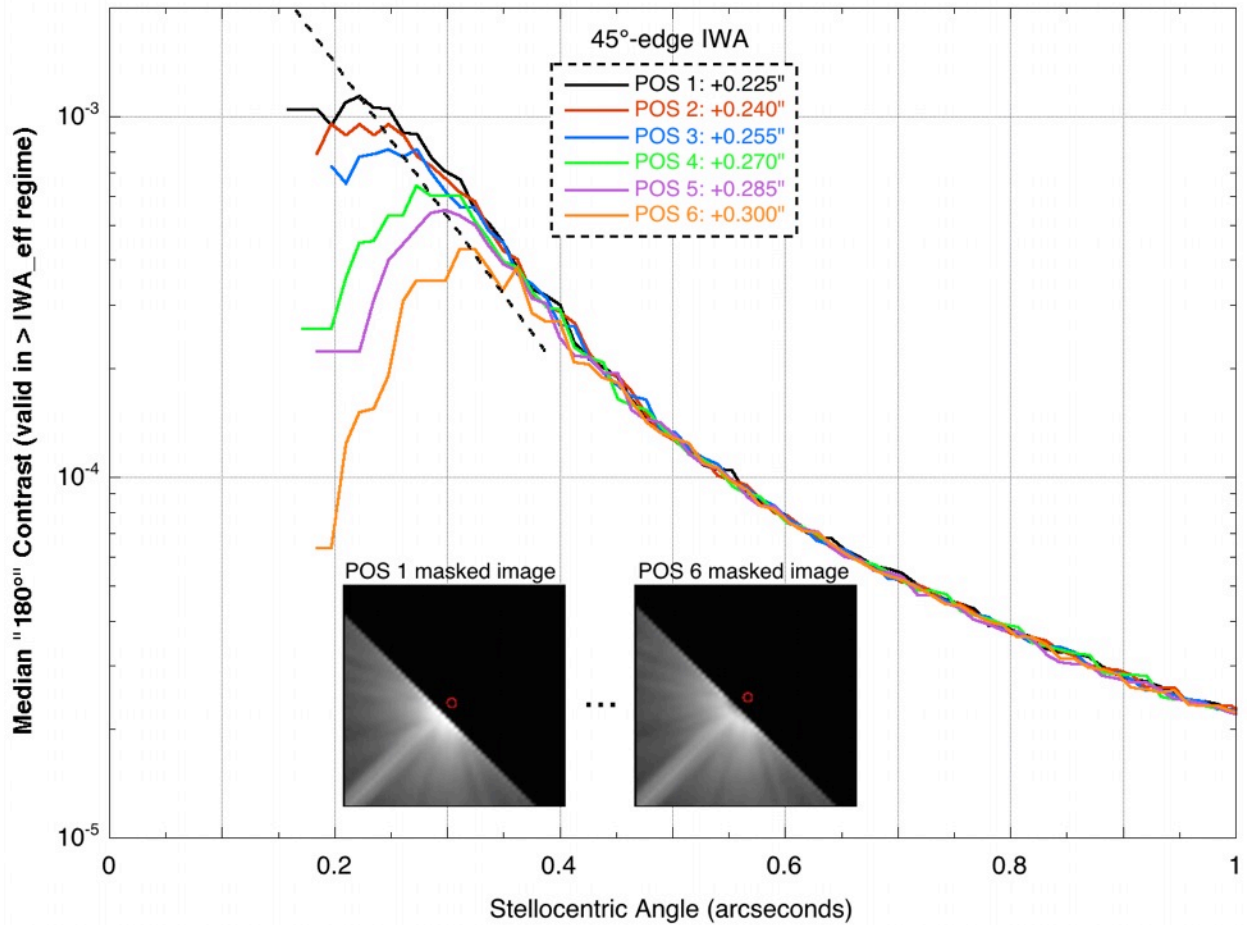 45°-edge IWA
POS 1: +0.225"
POS 2: +0.240"
POS 3: +0.255"
POS 4: +0.270"
POS 5: +0.285"
POS 6: +0.300"
Median "180º" Contrast (valid in > IWA_eff regime)
10-3
10-4
10-5
POS 1 masked image
POS 6 masked image
...
0 0.2 0.4 0.6 0.8 1
Stellocentric Angle (arcseconds)